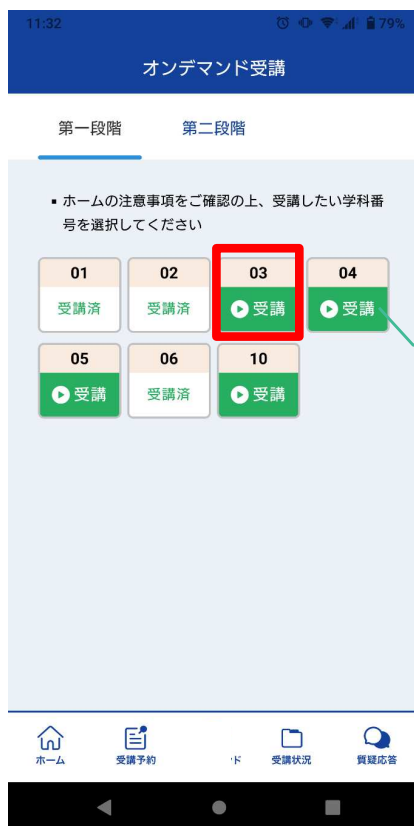 11:32 79%
オンデマンド受講
第一段階 第二段階
▪ ホームの注意事項をご確認の上、受講したい学科番
号を選択してください
01 02 03 04
受講済 受講済 受講 受講
05 06 10
受講 受講済 受講
ホーム 受講予約 ド 受講状況 質疑応答